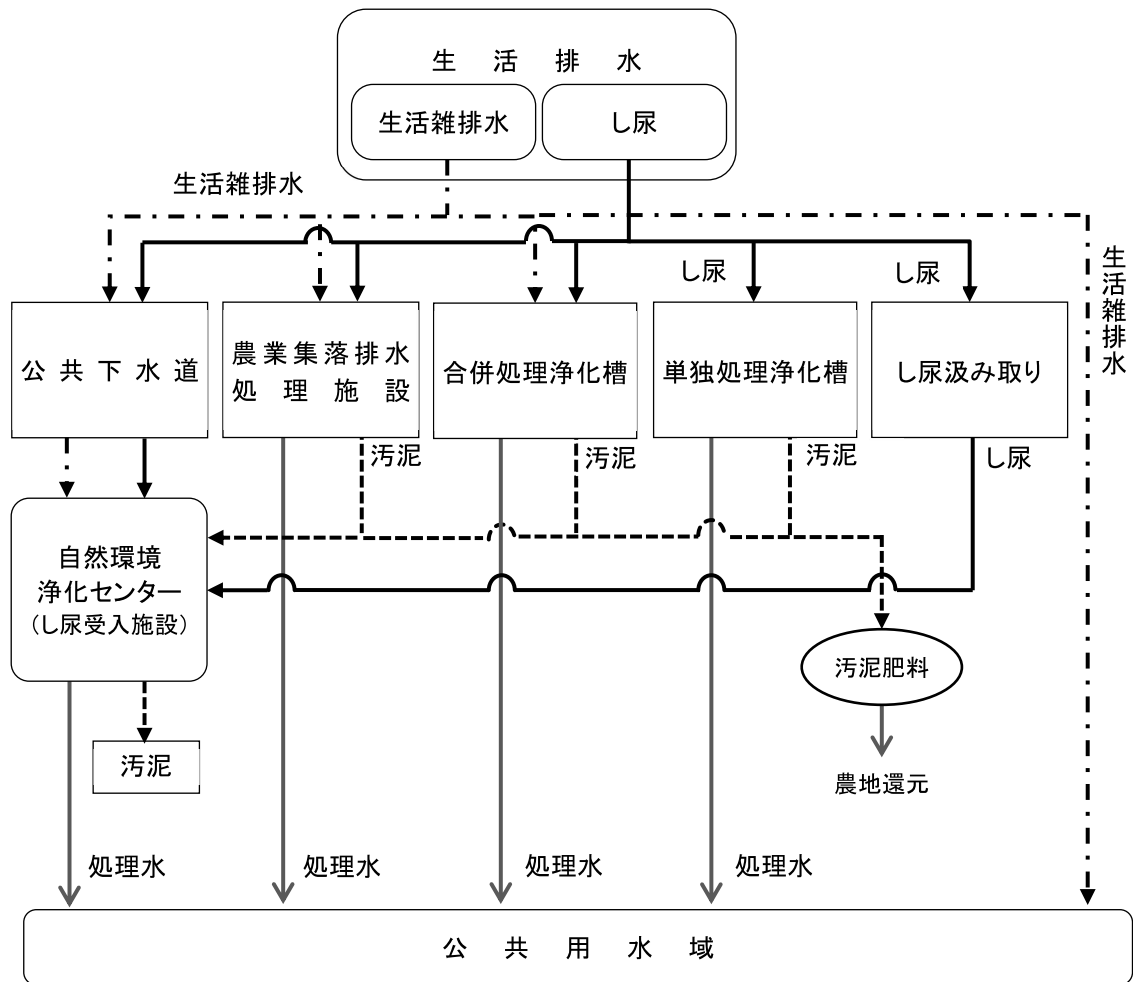 生活排水
生活雑排水
し尿
生活雑排水
生活雑排水
し尿
し尿
公共下水道
農業集落排水
処理施設
合併処理浄化槽
単独処理浄化槽
し尿汲み取り
汚泥
汚泥
汚泥
し尿
自然環境
浄化センター
(し尿受入施設)
汚泥肥料
汚泥
農地還元
処理水
処理水
処理水
処理水
公共用水域